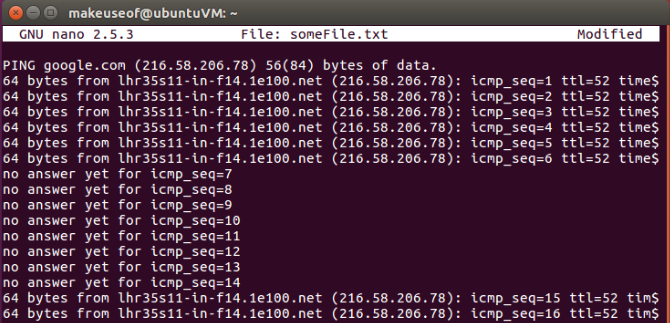 makeuseof@ubuntuVM: ~
GNU nano 2.5.3 File: someFile.txt Modified
PING google.com (216.58.206.78) 56(84) bytes of data.
64 bytes from lhr35s11-in-f14.1e100.net (216.58.206.78): icmp_seq=1 ttl=52 time$
64 bytes from lhr35s11-in-f14.1e100.net (216.58.206.78): icmp_seq=2 ttl=52 time$
64 bytes from lhr35s11-in-f14.1e100.net (216.58.206.78): icmp_seq=3 ttl=52 time$
64 bytes from lhr35s11-in-f14.1e100.net (216.58.206.78): icmp_seq=4 ttl=52 time$
64 bytes from lhr35s11-in-f14.1e100.net (216.58.206.78): icmp_seq=5 ttl=52 time$
64 bytes from lhr35s11-in-f14.1e100.net (216.58.206.78): icmp_seq=6 ttl=52 time$
no answer yet for icmp_seq=7
no answer yet for icmp_seq=8
no answer yet for icmp_seq=9
no answer yet for icmp_seq=10
no answer yet for icmp_seq=11
no answer yet for icmp_seq=12
no answer yet for icmp_seq=13
no answer yet for icmp_seq=14
64 bytes from lhr35s11-in-f14.1e100.net (216.58.206.78): icmp_seq=15 ttl=52 tim$
64 bytes from lhr35s11-in-f14.1e100.net (216.58.206.78): icmp_seq=16 ttl=52 tim$